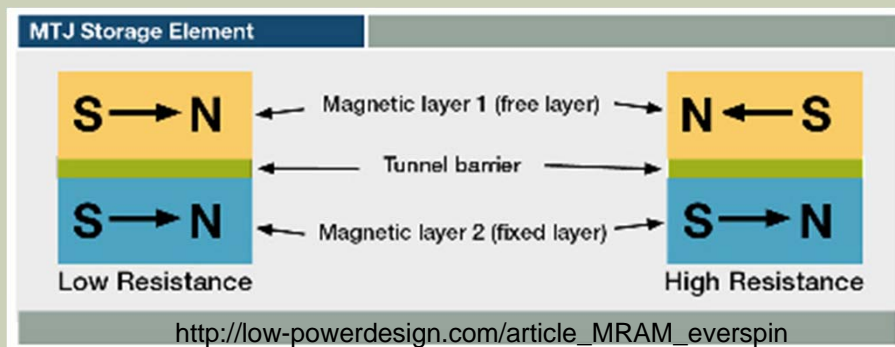 MTJ Storage Element
S → N
Magnetic layer 1 (free layer)
N ← S
Tunnel barrier
S → N
Magnetic layer 2 (fixed layer)
S → N
Low Resistance
High Resistance
http://low-powerdesign.com/article_MRAM_everspin